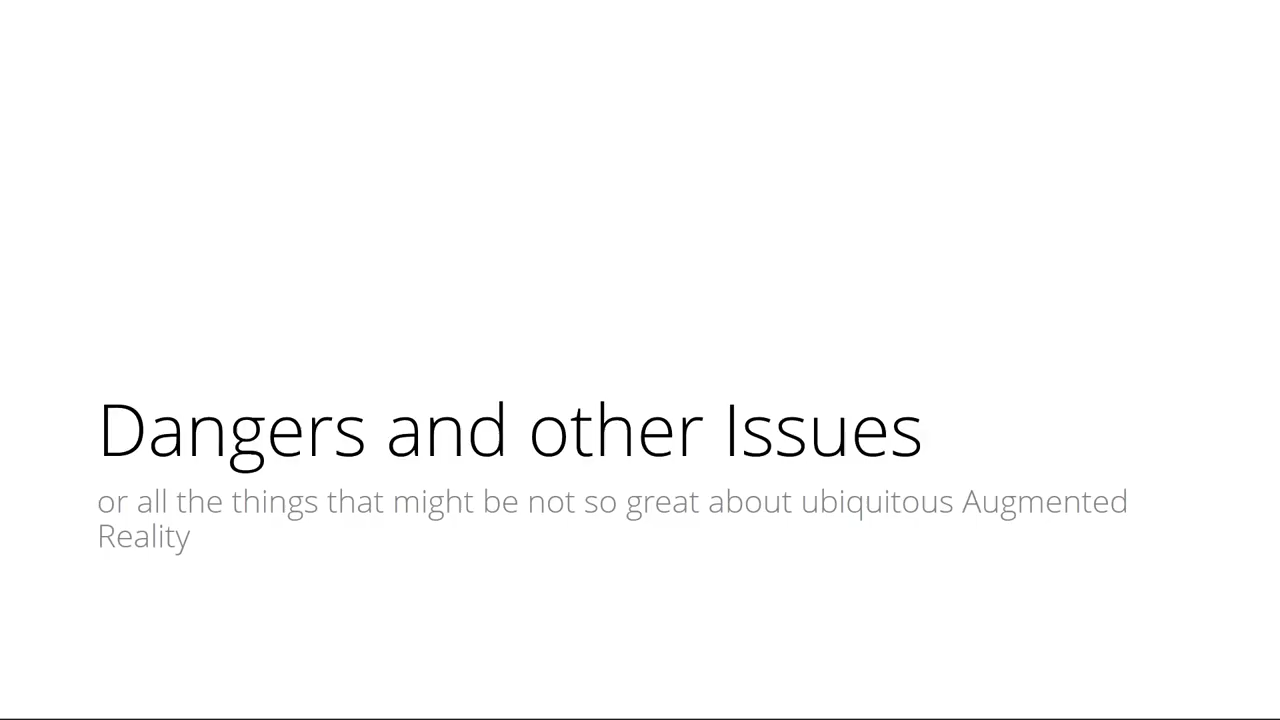 Dangers and other Issues
or all the things that might be not so great about ubiquitous Augmented
Reality